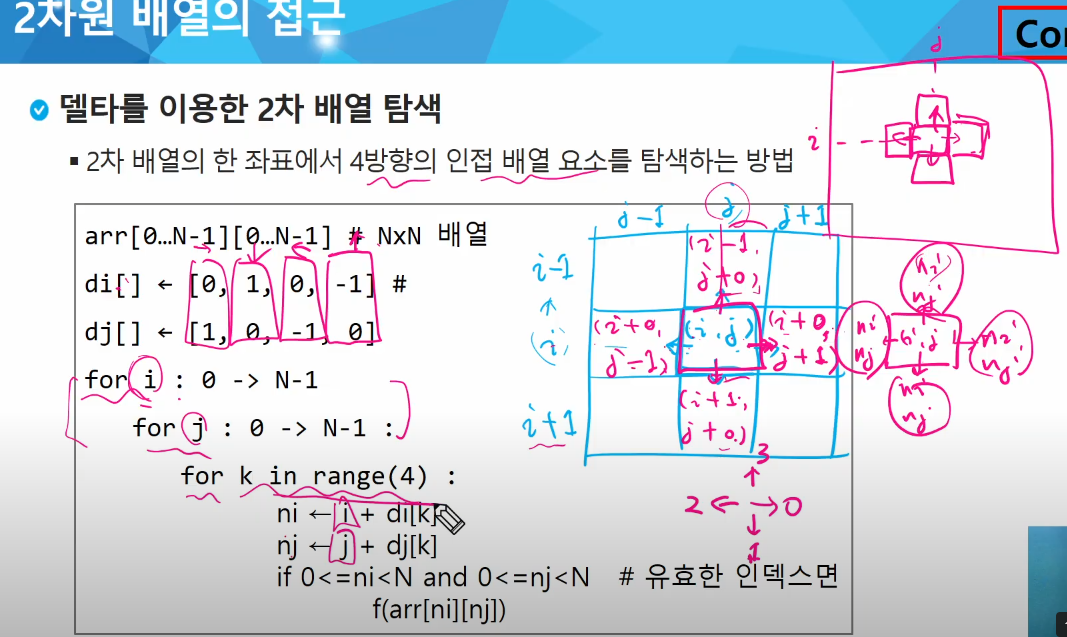 2차원 배열의 접근
Co
델타를 이용한 2차 배열 탐색
▪ 2차 배열의 한 좌표에서 4방향의 인접 배열 요소를 탐색하는 방법
j
i
arr[0…N-1][0…N-1] # NxN 배열
di[] ← [0, 1, 0, -1] #
dj[] ← [1, 0, -1, 0]
for i : 0 -> N-1
for j : 0 -> N-1 :
for k in range(4) :
ni ← i + di[k]
nj ← j + dj[k]
if 0<=ni<N and 0<=nj<N # 유효한 인덱스면
f(arr[ni][nj])
j-1 j j+1
i-1
(i-1,
j+0)
i
(i+0,
j-1)
(i,j)
(i+0,
j+1)
i+1
(i+1,
j+0)
ni
nj
ni
nj
i,j
ni
nj
ni
nj
3
2 0
1